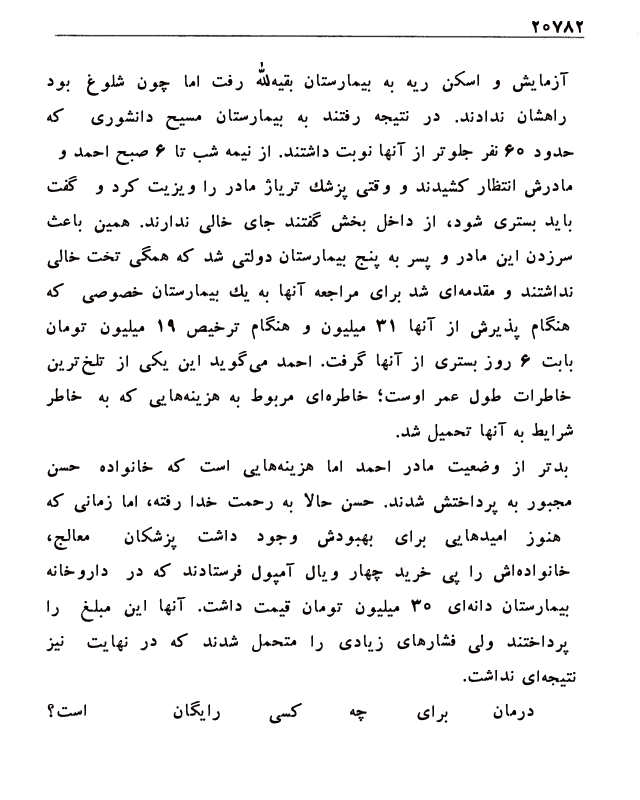 ۲۰۷۸۲
آزمایش و اسکن ریه به بیمارستان بقیه‌الله رفت اما چون شلوغ بود
راهشان ندادند. در نتیجه رفتند به بیمارستان مسیح دانشوری که
حدود ۶۰ نفر جلوتر از آنها نوبت داشتند. از نیمه شب تا ۶ صبح احمد و
مادرش انتظار کشیدند و وقتی پزشك تریاژ مادر را ویزیت کرد و گفت
باید بستری شود، از داخل بخش گفتند جای خالی ندارند. همین باعث
سرزدن این مادر و پسر به پنج بیمارستان دولتی شد که همگی تخت خالی
نداشتند و مقدمه‌ای شد برای مراجعه آنها به یك بیمارستان خصوصی که
هنگام پذیرش از آنها ۳۱ میلیون و هنگام ترخیص ۱۹ میلیون تومان
بابت ۶ روز بستری از آنها گرفت. احمد می‌گوید این یکی از تلخ‌ترین
خاطرات طول عمر اوست؛ خاطره‌ای مربوط به هزینه‌هایی که به خاطر
شرایط به آنها تحمیل شد.
بدتر از وضعیت مادر احمد اما هزینه‌هایی است که خانواده حسن
مجبور به پرداختش شدند. حسن حالا به رحمت خدا رفته، اما زمانی که
هنوز امیدهایی برای بهبودش وجود داشت پزشکان معالج،
خانواده‌اش را پی خرید چهار ویال آمپول فرستادند که در داروخانه
بیمارستان دانه‌ای ۳۰ میلیون تومان قیمت داشت. آنها این مبلغ را
پرداختند ولی فشارهای زیادی را متحمل شدند که در نهایت نیز
نتیجه‌ای نداشت.
درمان برای چه کسی رایگان است؟